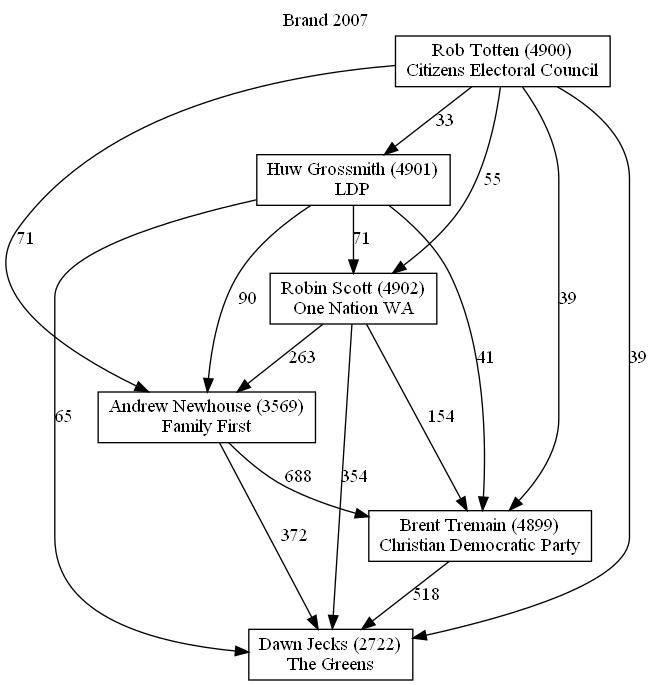 Brand 2007
Rob Totten (4900)
Citizens Electoral Council
33
55
Huw Grossmith (4901)
LDP
71
71
Robin Scott (4902)
One Nation WA
90
39
263
41
39
Andrew Newhouse (3569)
Family First
65
154
688
354
372
Brent Tremain (4899)
Christian Democratic Party
518
Dawn Jecks (2722)
The Greens